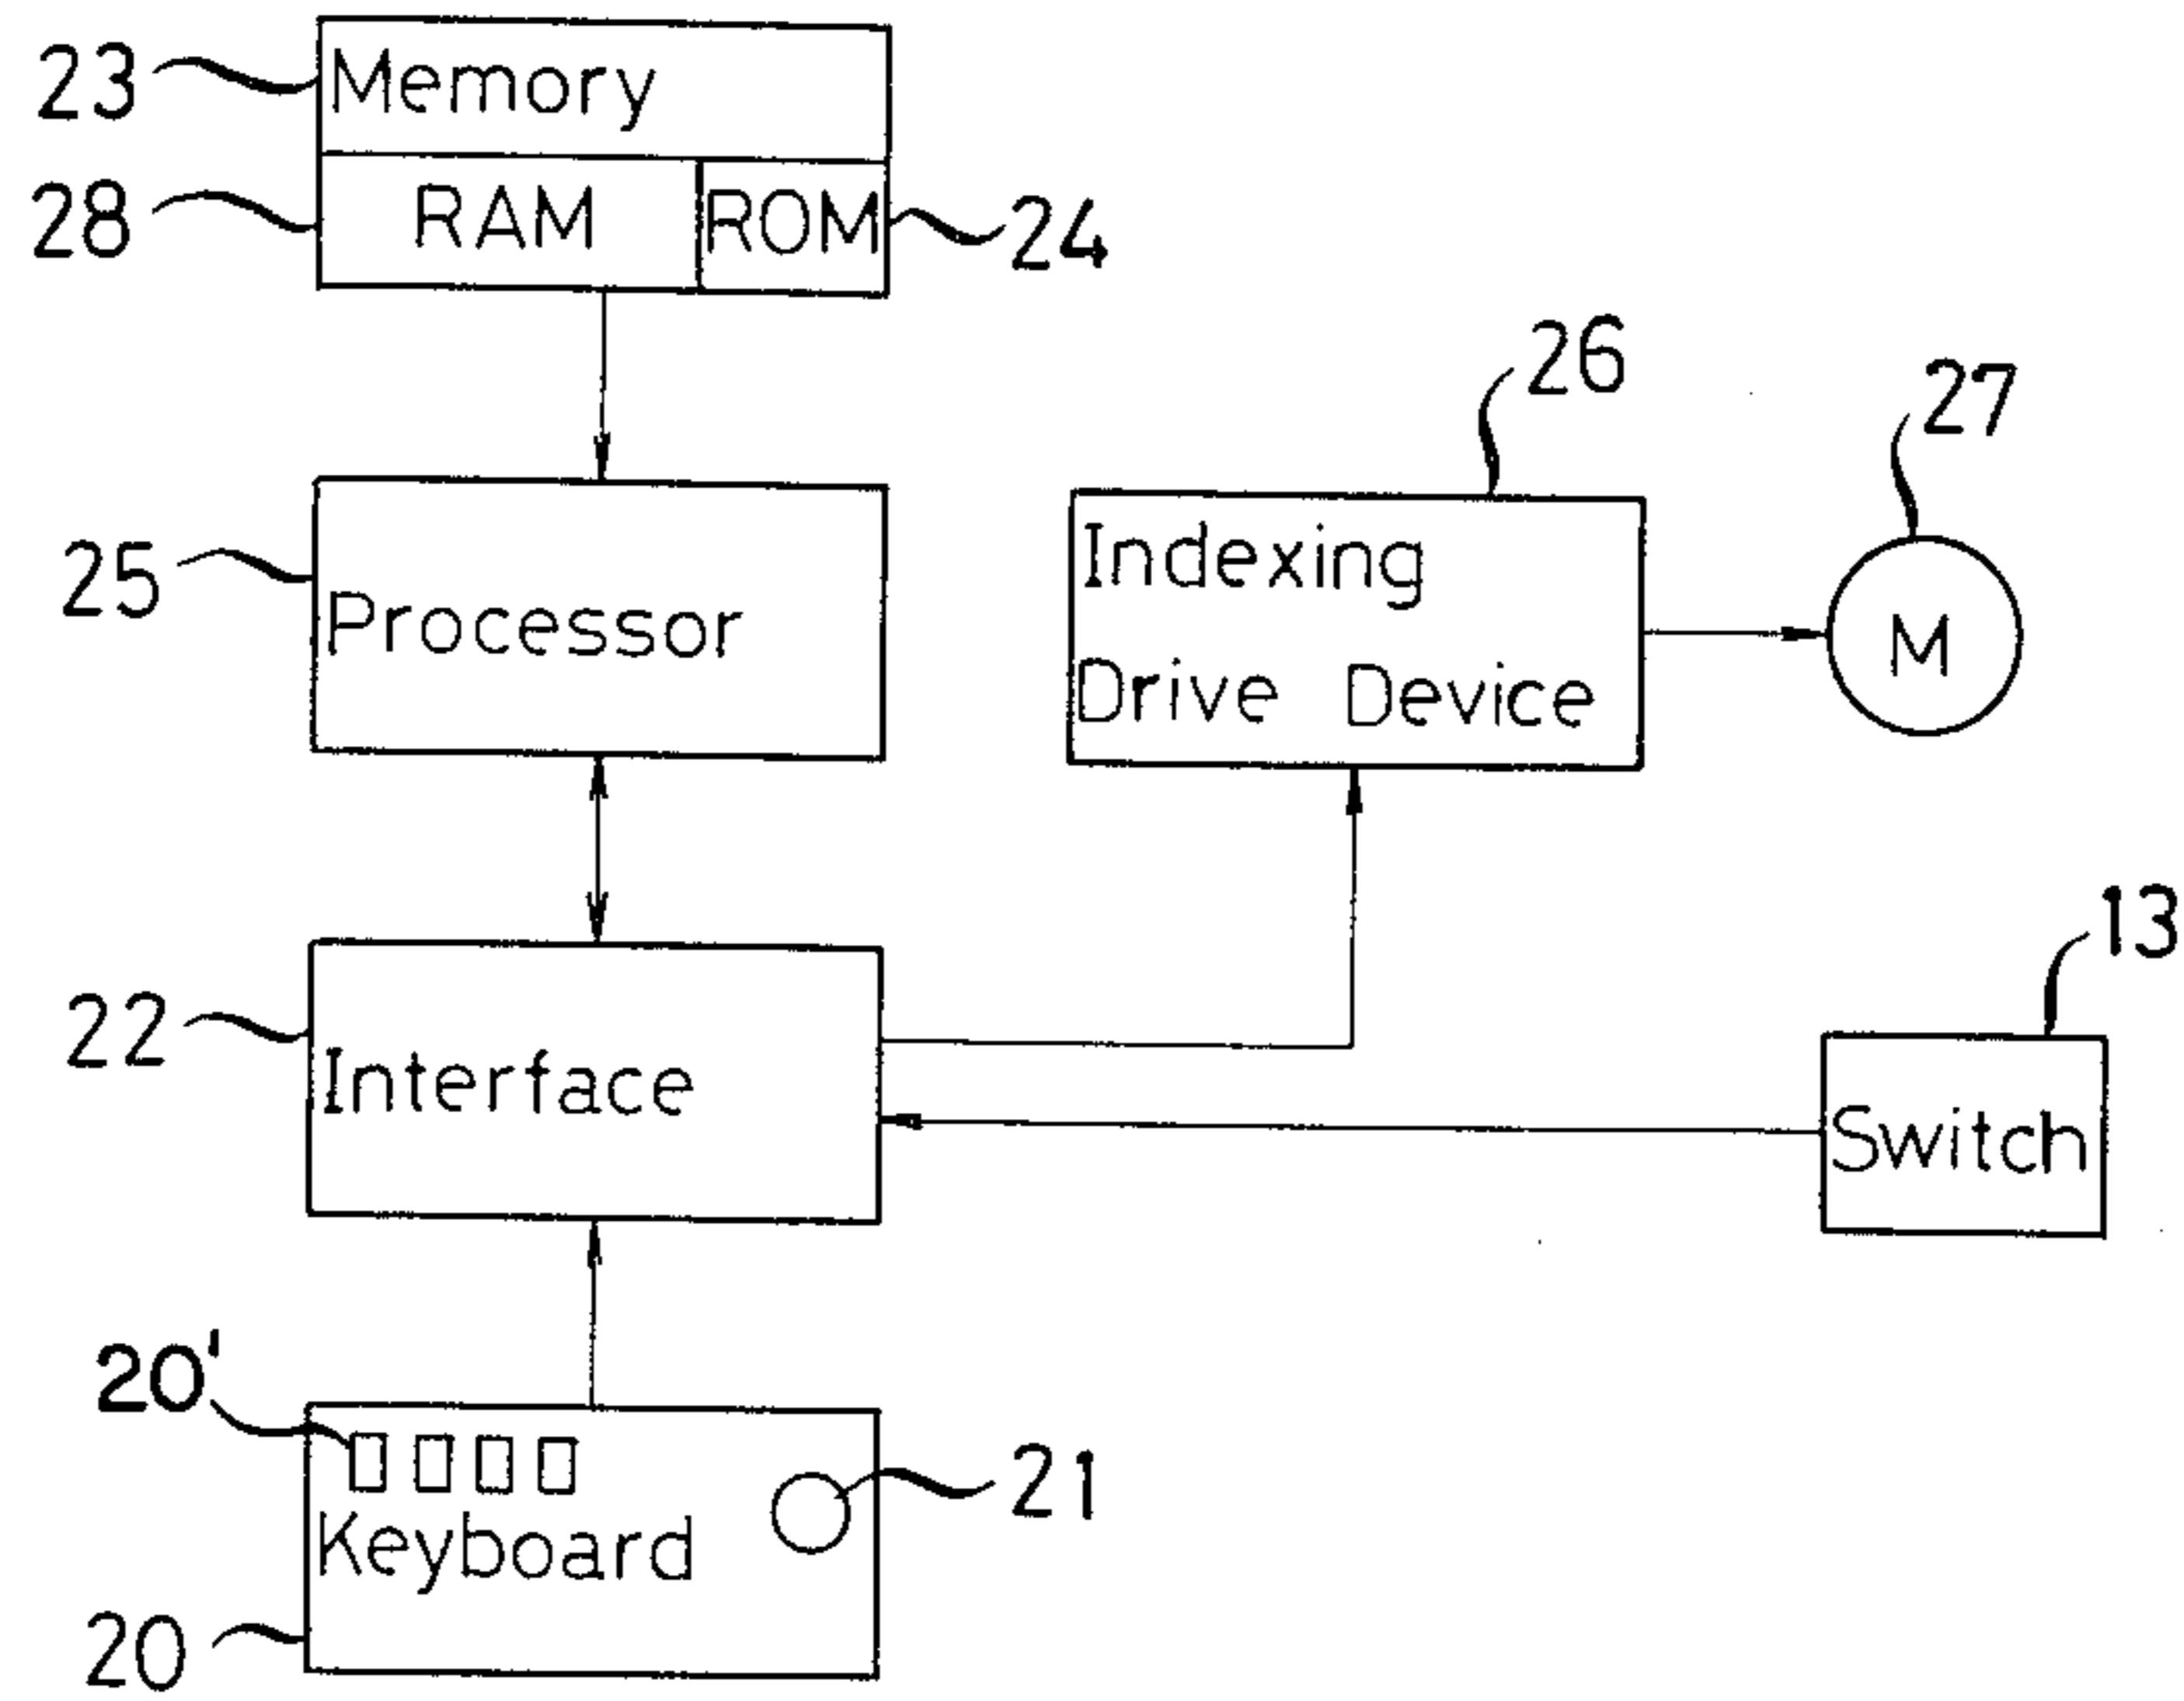 23
Memory
28
RAM
ROM
24
26
27
25
Processor
Indexing
Drive Device
M
13
22
Interface
Switch
20'
21
Keyboard
20